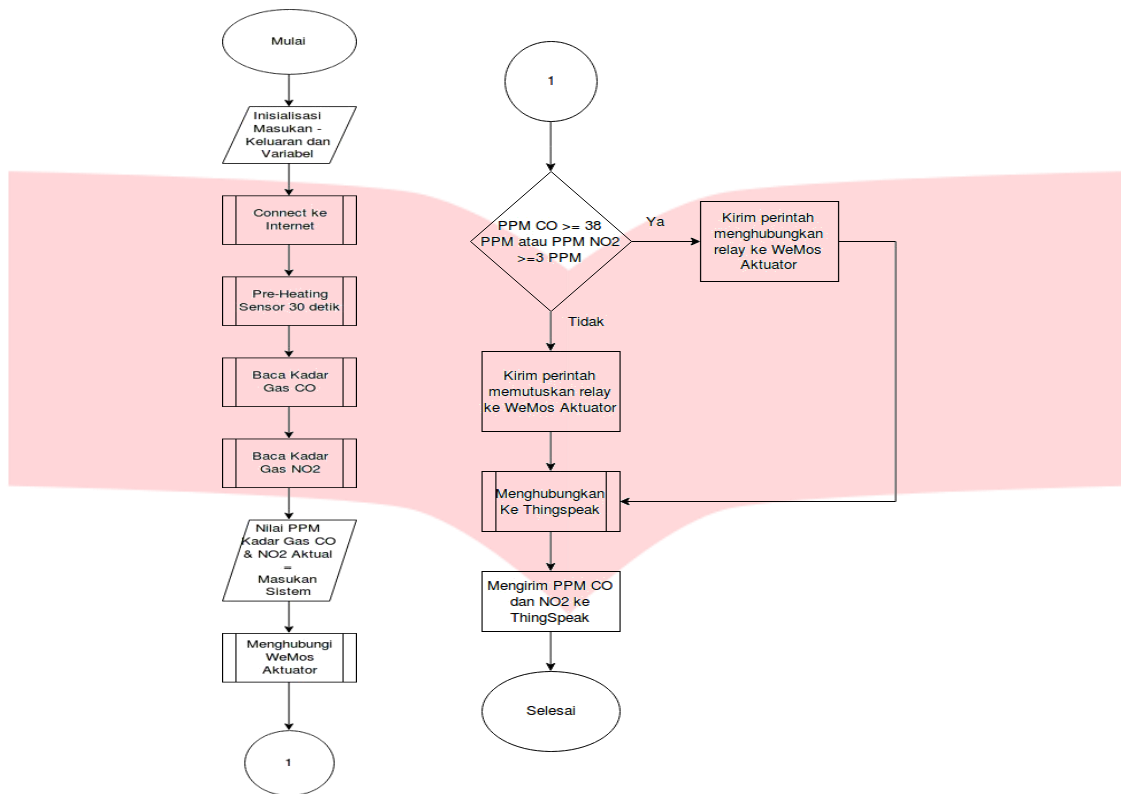 Mulai
Inisialisasi
Masukan -
Keluaran dan
Variabel
Connect ke
Internet
Pre-Heating
Sensor 30 detik
Baca Kadar
Gas CO
Baca Kadar
Gas NO2
Nilai PPM
Kadar Gas CO
& NO2 Aktual
=
Masukan
Sistem
Menghubungi
WeMos
Aktuator
1
1
PPM CO >= 38
PPM atau PPM NO2
>=3 PPM
Ya
Kirim perintah
menghubungkan
relay ke WeMos
Aktuator
Tidak
Kirim perintah
memutuskan relay
ke WeMos Aktuator
Menghubungkan
Ke Thingspeak
Mengirim PPM CO
dan NO2 ke
ThingSpeak
Selesai